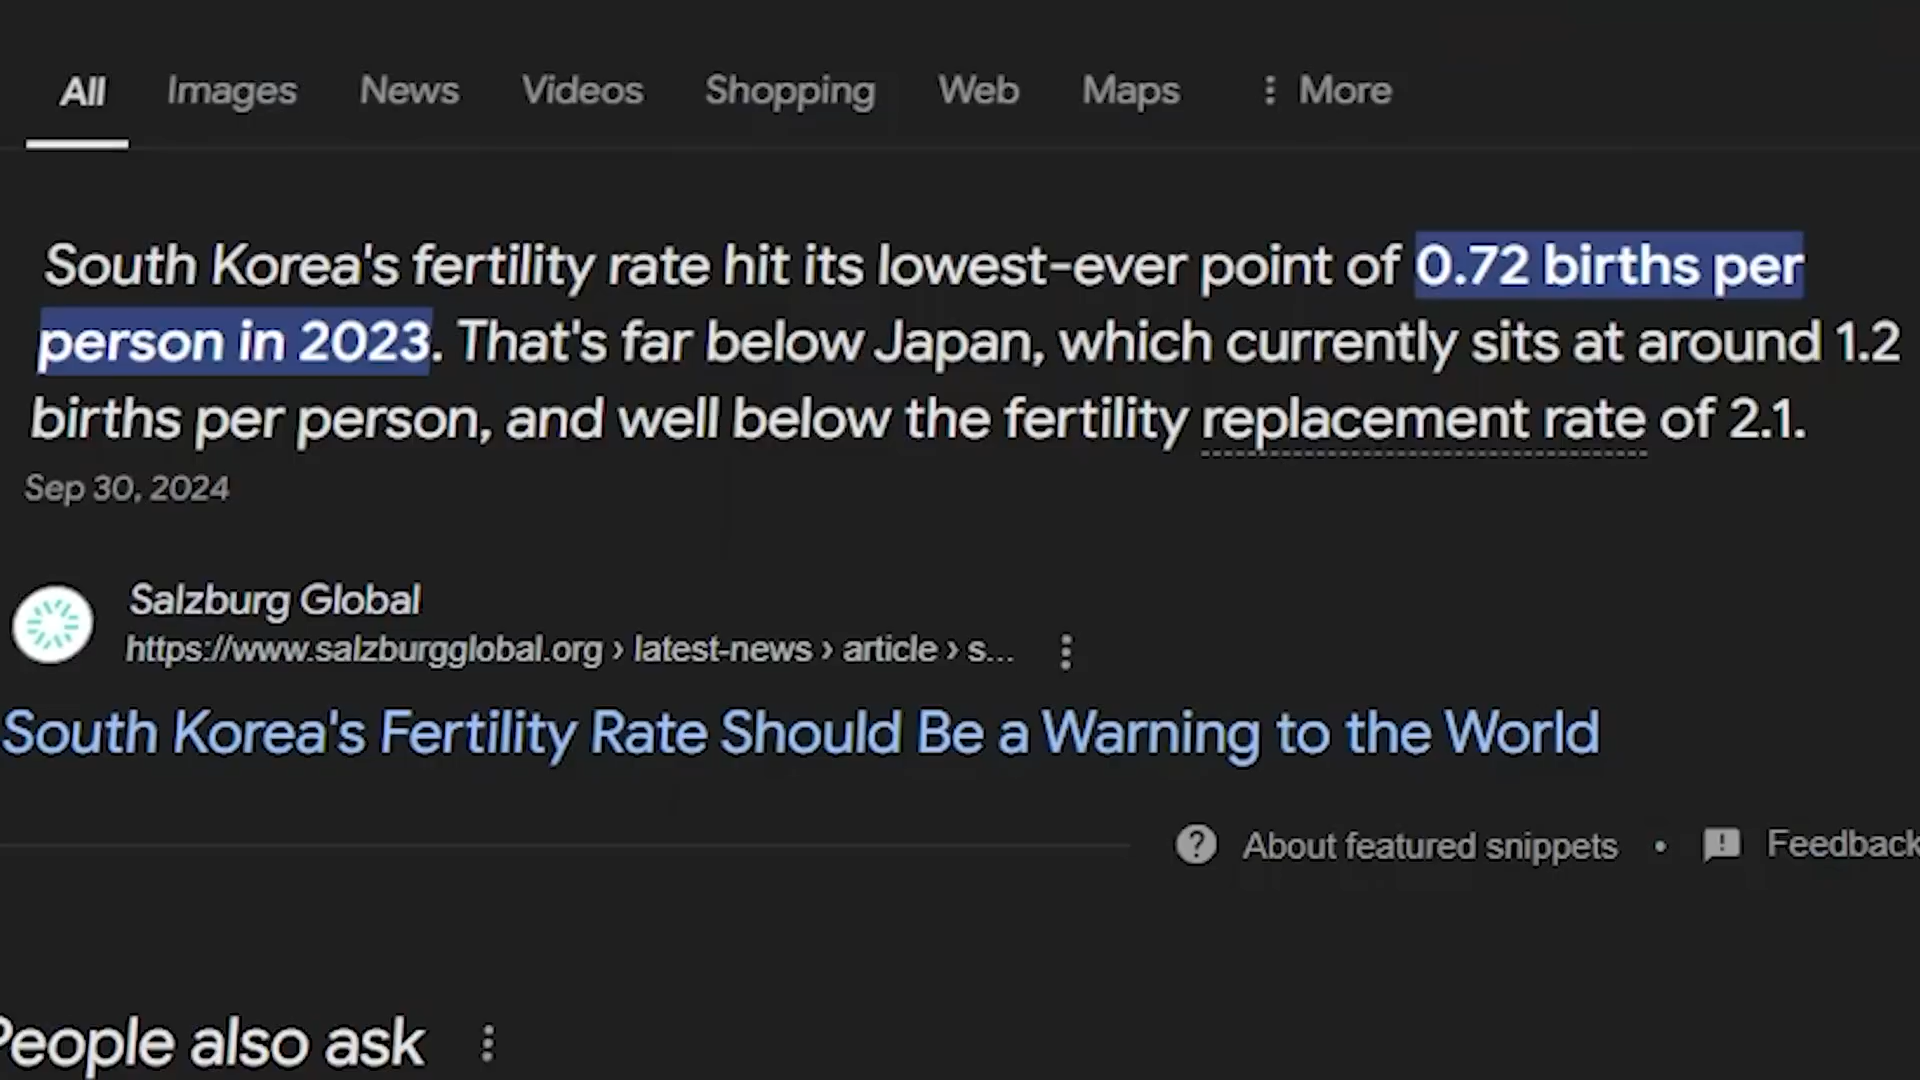 All Images News Videos Shopping Web Maps More
South Korea's fertility rate hit its lowest-ever point of 0.72 births per
person in 2023. That's far below Japan, which currently sits at around 1.2
births per person, and well below the fertility replacement rate of 2.1.
Sep 30, 2024
Salzburg Global
https://www.salzburgglobal.org › latest-news › article › s...
South Korea's Fertility Rate Should Be a Warning to the World
About featured snippets • Feedback
People also ask